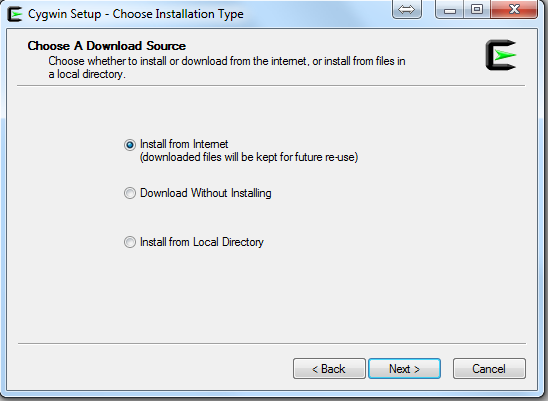 Cygwin Setup - Choose Installation Type
Choose A Download Source
Choose whether to install or download from the internet, or install from files in
a local directory.
Install from Internet
(downloaded files will be kept for future re-use)
Download Without Installing
Install from Local Directory
< Back
Next >
Cancel